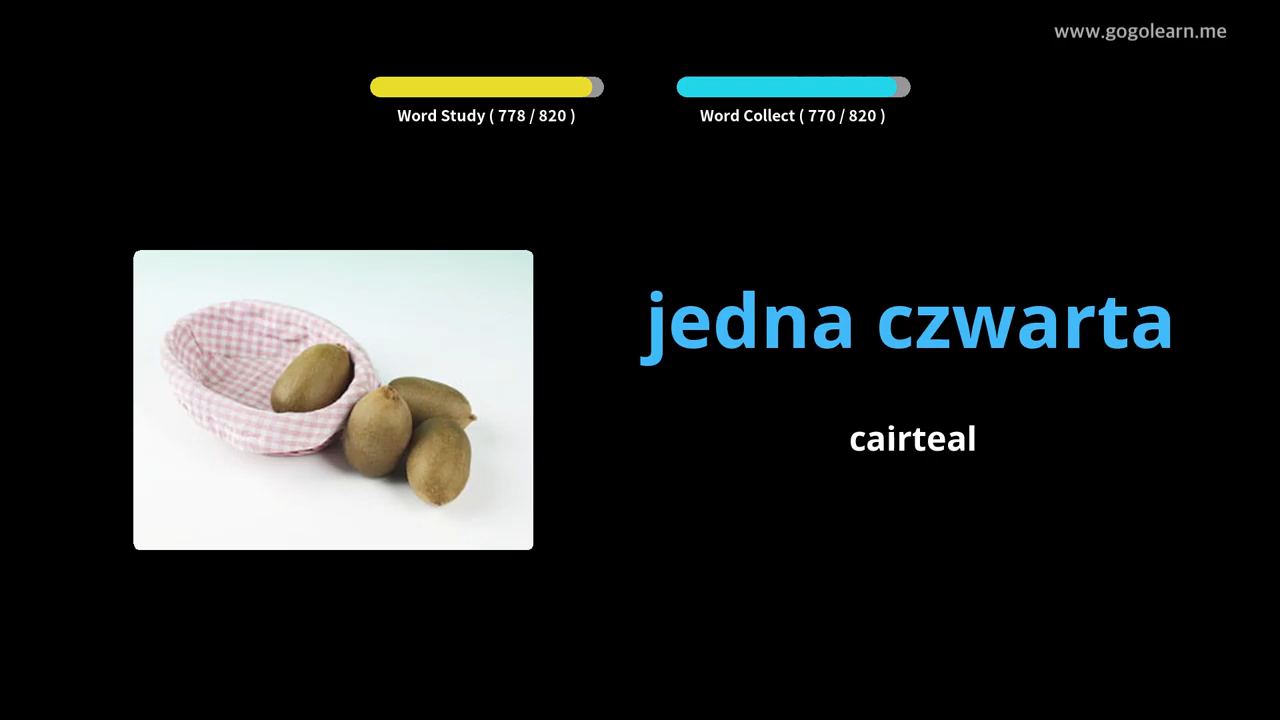 www.gogolearn.me
Word Study ( 778 / 820 )
Word Collect ( 770 / 820 )
jedna czwarta
cairteal